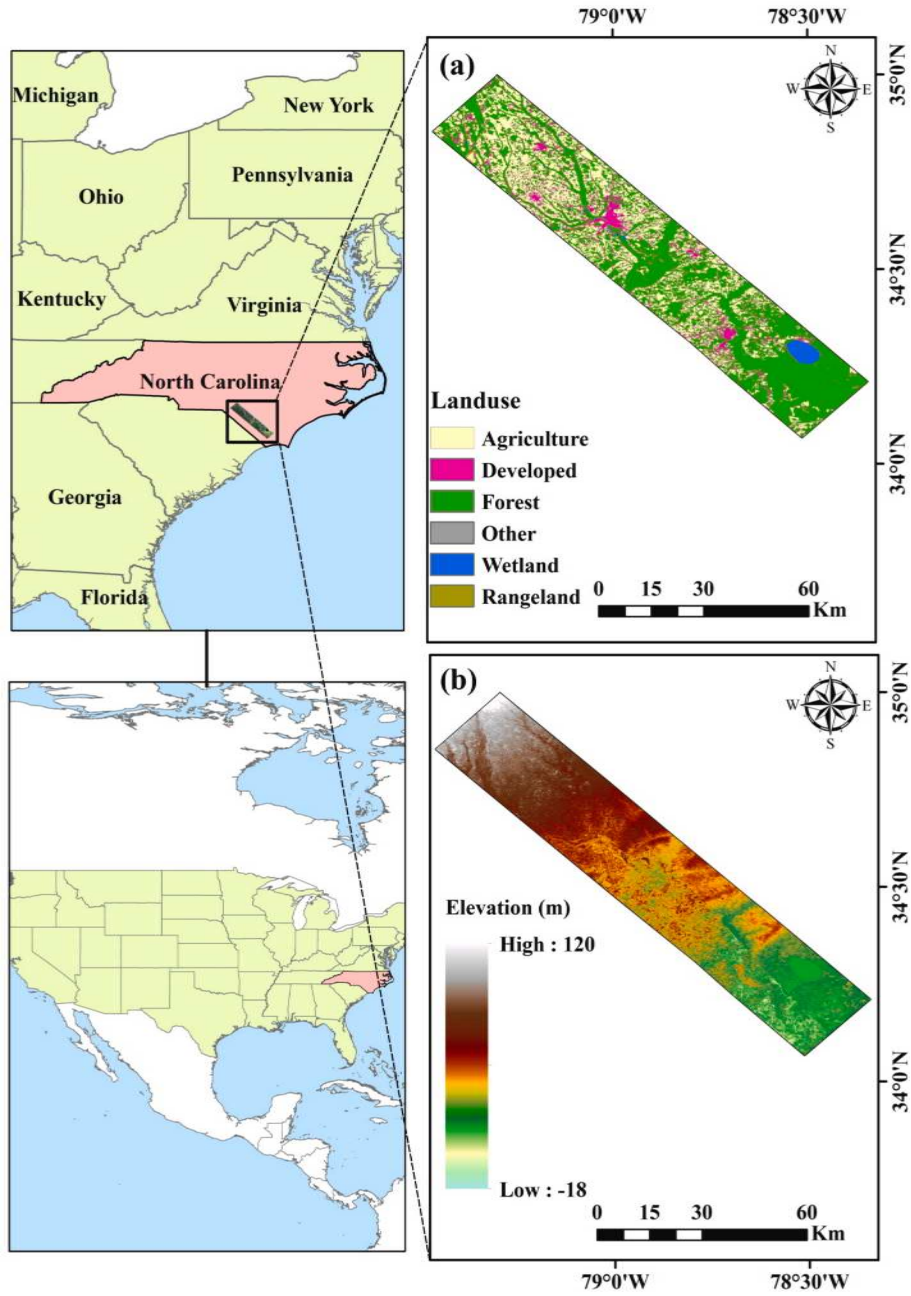 79°0'W 78°30'W
Michigan
New York
Pennsylvania
Ohio
Kentucky
Virginia
North Carolina
Georgia
Florida
(a)
N
W E
S
35°0'N
34°30'N
34°0'N
Landuse
Agriculture
Developed
Forest
Other
Wetland
Rangeland
0 15 30 60
Km
(b)
N
W E
S
35°0'N
34°30'N
34°0'N
Elevation (m)
High : 120
Low : -18
0 15 30 60
Km
79°0'W 78°30'W